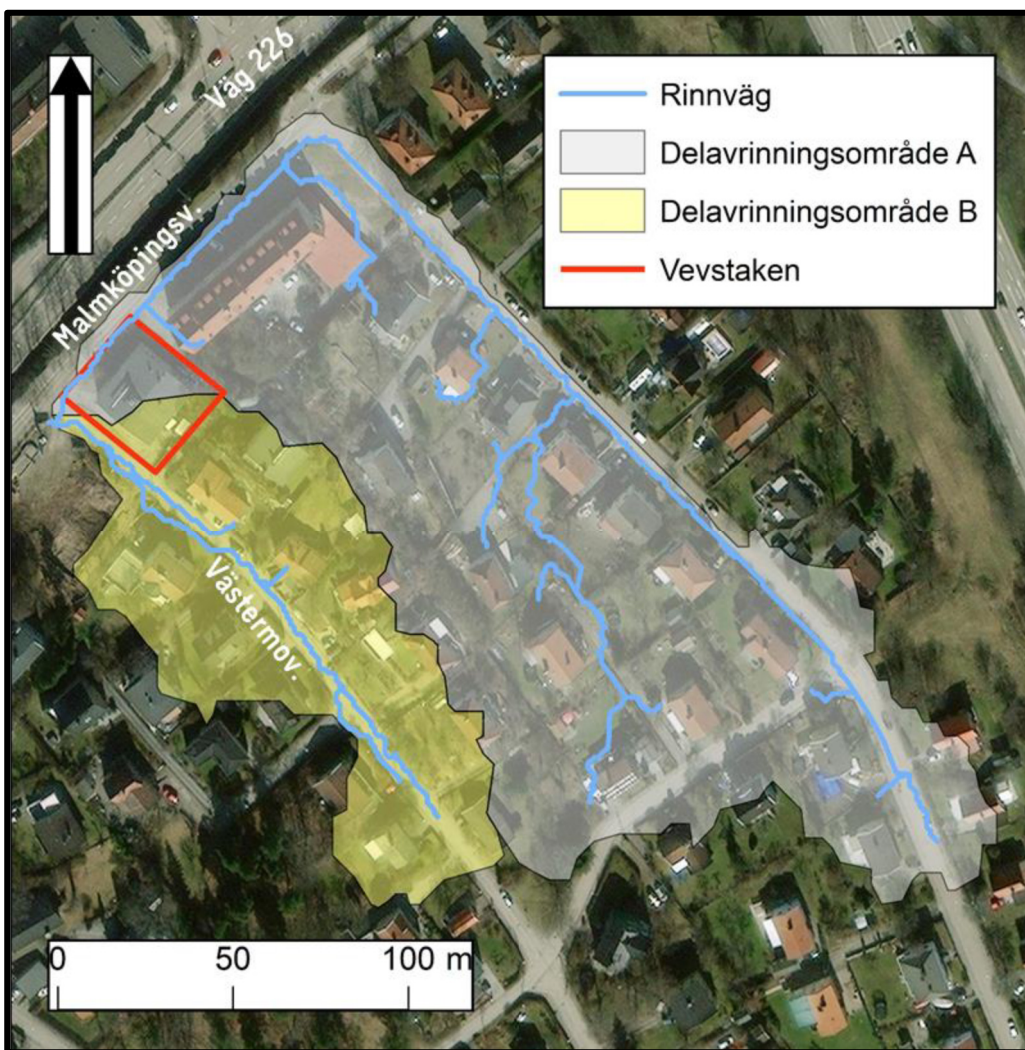 Väg 226
Rinnväg
Delavrinningsområde A
Delavrinningsområde B
Vevstaken
Malmköpingsv.
Västermov.
0 50 100 m